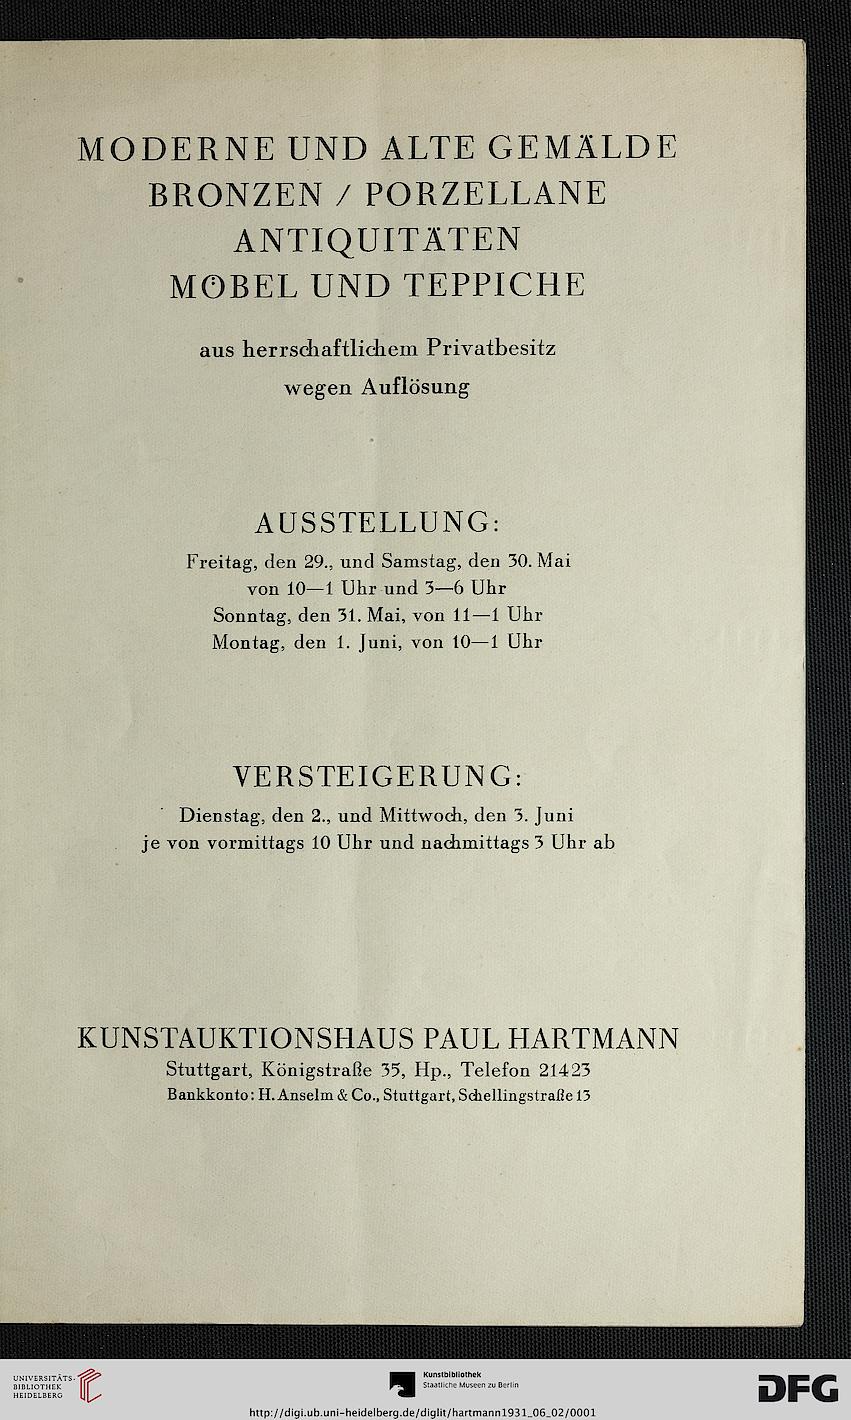 MODERNE UND ALTE GEMÄLDE
BRONZEN / PORZELLANE
ANTIQUITÄTEN
MÖBEL UND TEPPICHE
aus herrschaftlichem Privatbesitz
wegen Auflösung
AUSSTELLUNG:
Freitag, den 29., und Samstag, den 30. Mai
von 10—1 Uhr und 3—6 Uhr
Sonntag, den 31. Mai, von 11—1 Uhr
Montag, den 1. Juni, von 10—1 Uhr
VERSTEIGERUNG:
Dienstag, den 2., und Mittwoch, den 3. Juni
je von vormittags 10 Uhr und nachmittags 3 Uhr ab
KUNSTAUKTIONSHAUS PAUL HARTMANN
Stuttgart, Königstraße 35, Hp., Telefon 21423
Bankkonto: H. Anselm & Co., Stuttgart, Schellingstraße 13
UNIVERSITÄTS-
BIBLIOTHEK
HEIDELBERG
Kunstbibliothek
Staatliche Museen zu Berlin
DFG
http://digi.ub.uni-heidelberg.de/diglit/hartmann1931_06_02/0001